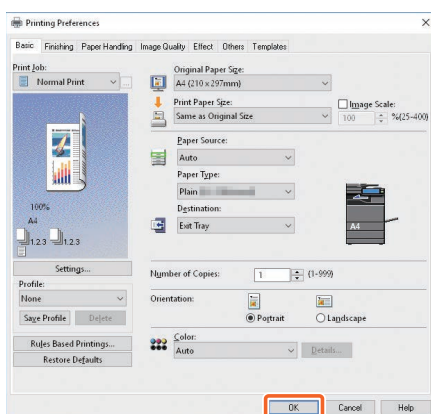 Printing Preferences
Basic Finishing Paper Handling Image Quality Effect Others Templates
Print Job:
Normal Print
100%
A4
1.2.3 1.2.3
Settings...
Profile:
None
Save Profile Delete
Rules Based Printings...
Restore Defaults
Original Paper Size:
A4 (210 x 297mm)
Print Paper Size:
Same as Original Size
Image Scale:
100 %(25-400)
Paper Source:
Auto
Paper Type:
Plain
Destination:
Exit Tray
A4
Number of Copies: 1 (1-999)
Orientation:
Portrait Landscape
Color:
Auto
Details...
OK Cancel Help